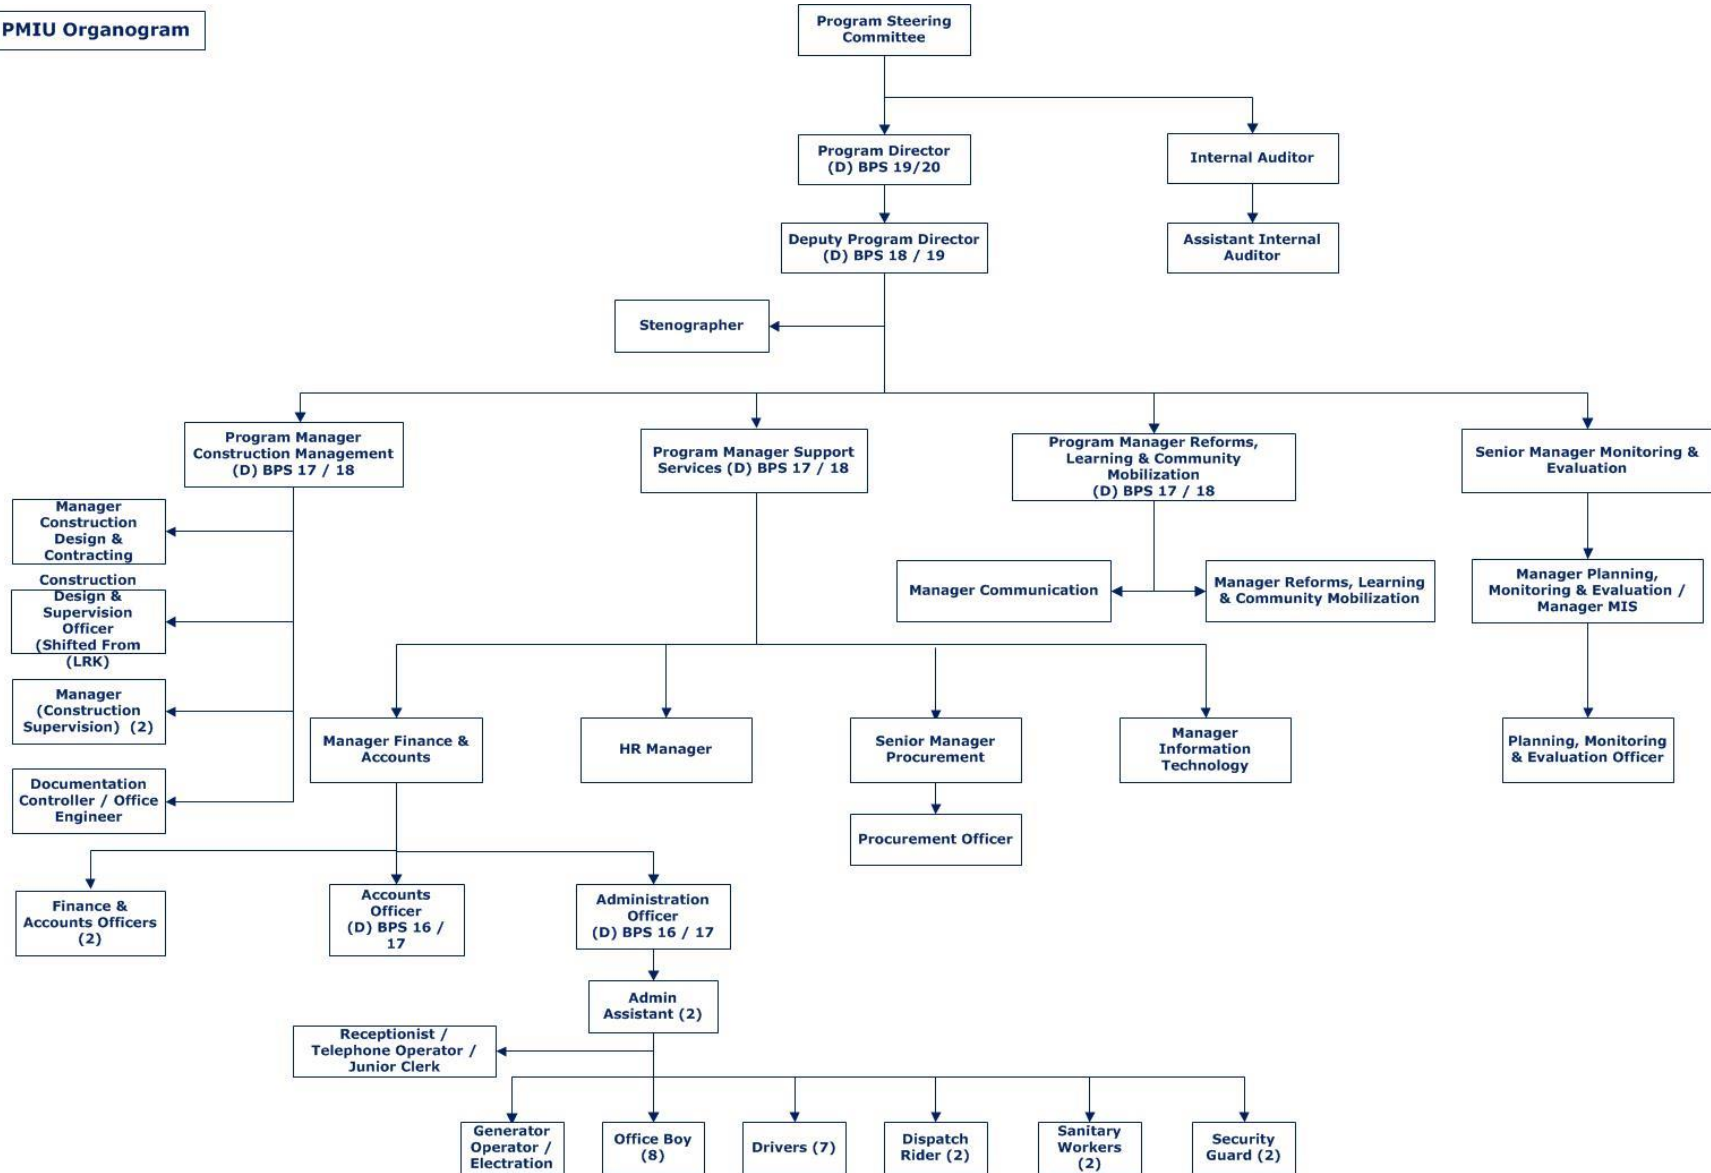 PMIU Organogram
Program Steering
Committee
Program Director
(D) BPS 19/20
Internal Auditor
Deputy Program Director
(D) BPS 18 / 19
Assistant Internal
Auditor
Stenographer
Program Manager
Construction Management
(D) BPS 17 / 18
Program Manager Support
Services (D) BPS 17 / 18
Program Manager Reforms,
Learning & Community
Mobilization
(D) BPS 17 / 18
Senior Manager Monitoring &
Evaluation
Manager
Construction
Design &
Contracting
Construction
Design &
Supervision
Officer
(Shifted From
(LRK)
Manager
(Construction
Supervision) (2)
Documentation
Controller / Office
Engineer
Manager Communication
Manager Reforms, Learning
& Community Mobilization
Manager Planning,
Monitoring & Evaluation /
Manager MIS
Manager Finance &
Accounts
HR Manager
Senior Manager
Procurement
Manager
Information
Technology
Planning, Monitoring
& Evaluation Officer
Procurement Officer
Finance &
Accounts Officers
(2)
Accounts
Officer
(D) BPS 16 /
17
Administration
Officer
(D) BPS 16 / 17
Admin
Assistant (2)
Receptionist /
Telephone Operator /
Junior Clerk
Generator
Operator /
Electration
Office Boy
(8)
Drivers (7)
Dispatch
Rider (2)
Sanitary
Workers
(2)
Security
Guard (2)